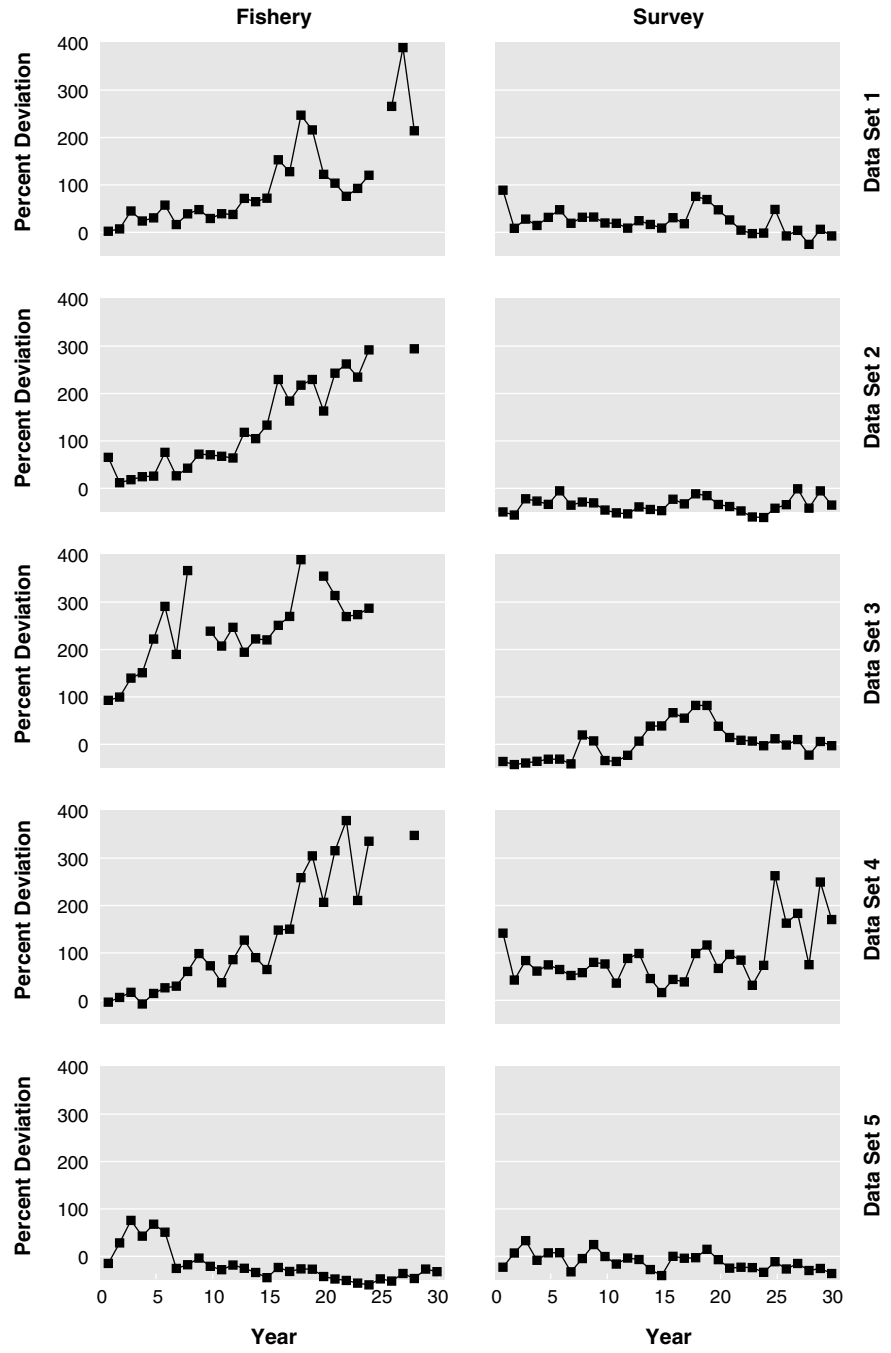 Fishery Survey
400
300
200
100
0
Percent Deviation
Data Set 1
400
300
200
100
0
Percent Deviation
Data Set 2
400
300
200
100
0
Percent Deviation
Data Set 3
400
300
200
100
0
Percent Deviation
Data Set 4
400
300
200
100
0
Percent Deviation
Data Set 5
0 5 10 15 20 25 30 0 5 10 15 20 25 30
Year Year